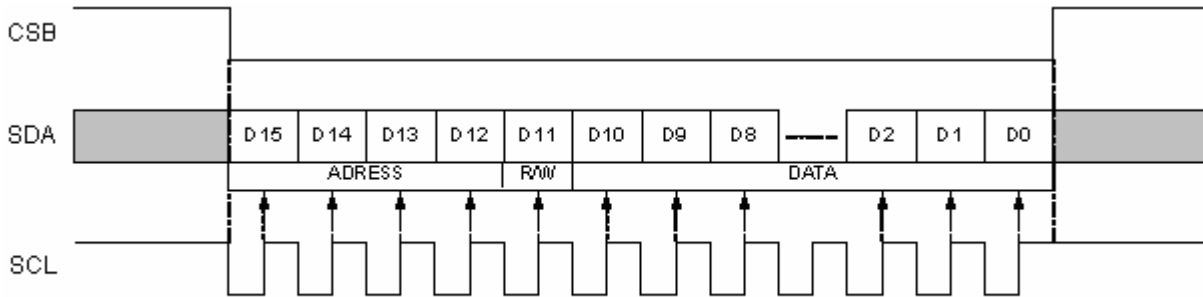 CSB
SDA D15 D14 D13 D12 D11 D10 D9 D8 D2 D1 D0
ADRESS R/W DATA
SCL